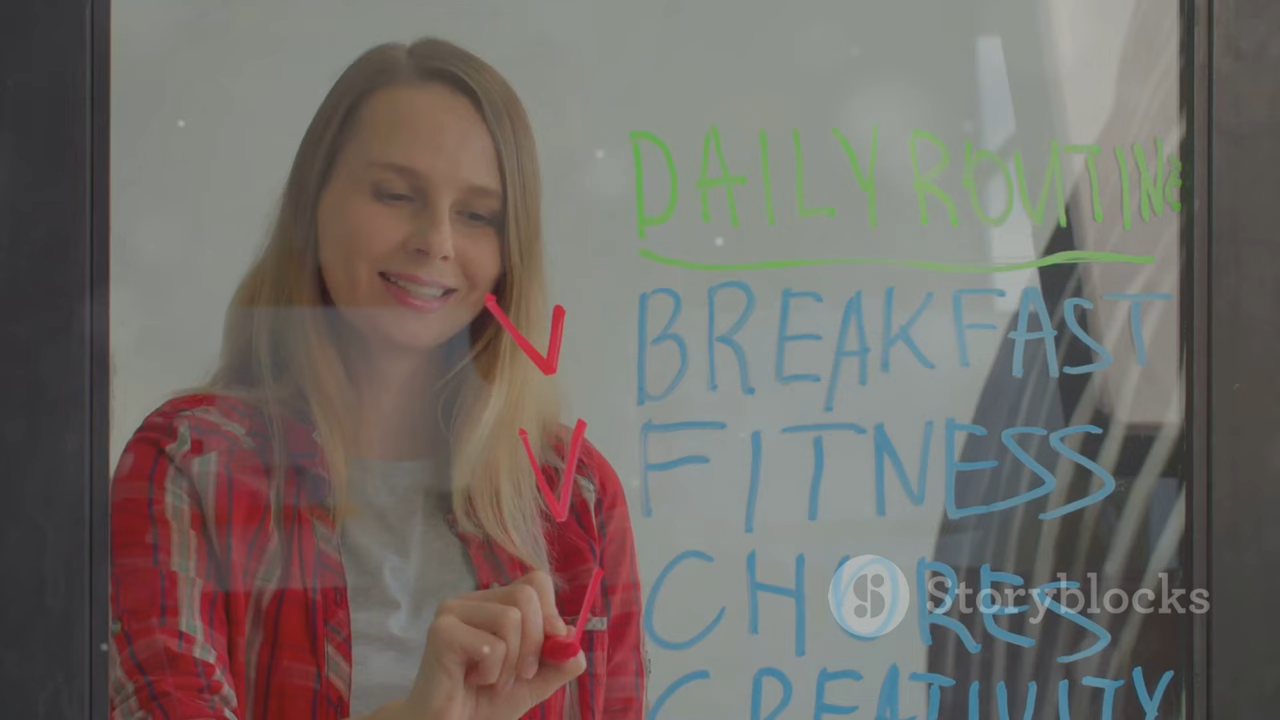 DAILY ROUTINE
BREAKFAST
FITNESS
CHORES
Storyblocks
CREATIVITY